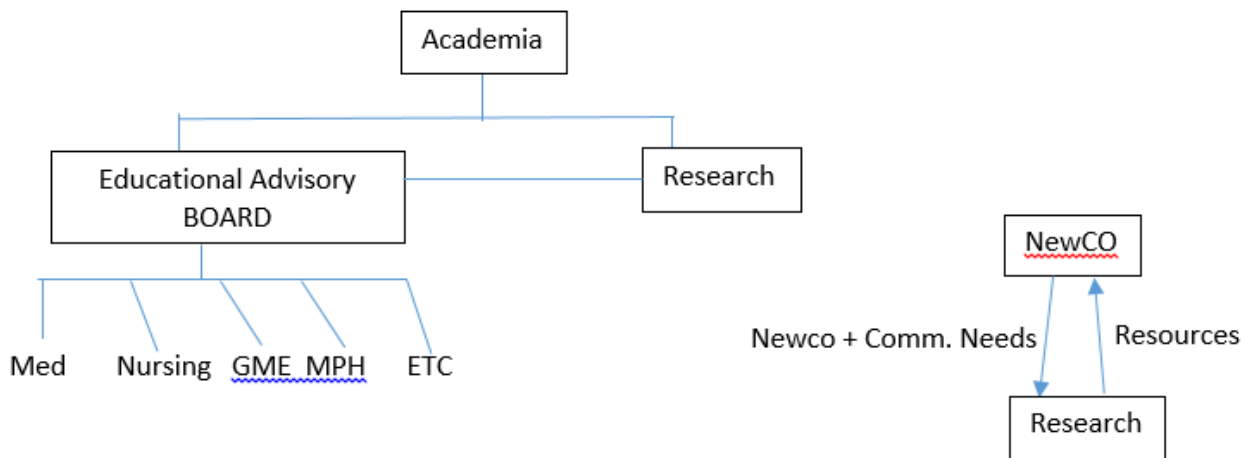 Academia
Educational Advisory
BOARD
Research
NewCO
Newco + Comm. Needs
Resources
Med
Nursing
GME MPH
ETC
Research